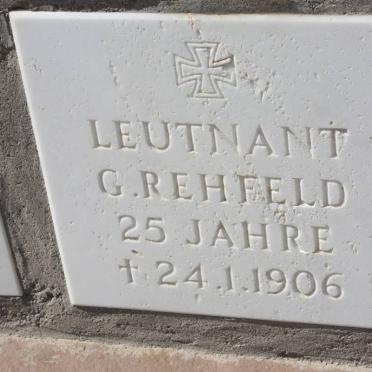 LEUTNANT
G. REHFELD
25 JAHRE
† 24.1.1906